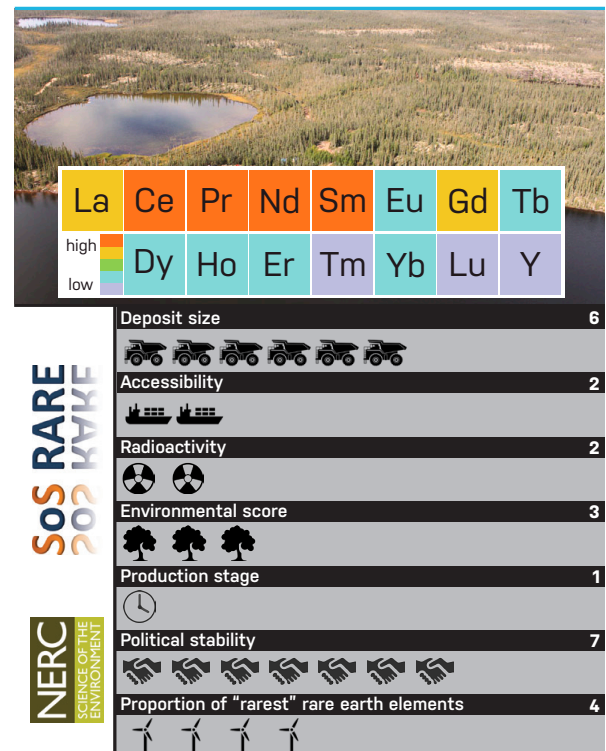 La Ce Pr Nd Sm Eu Gd Tb
high
low
Dy Ho Er Tm Yb Lu Y
Deposit size 6
Accessibility 2
Radioactivity 2
Environmental score 3
Production stage 1
Political stability 7
Proportion of “rarest” rare earth elements 4
SoS RARE
NERC
SCIENCE OF THE
ENVIRONMENT